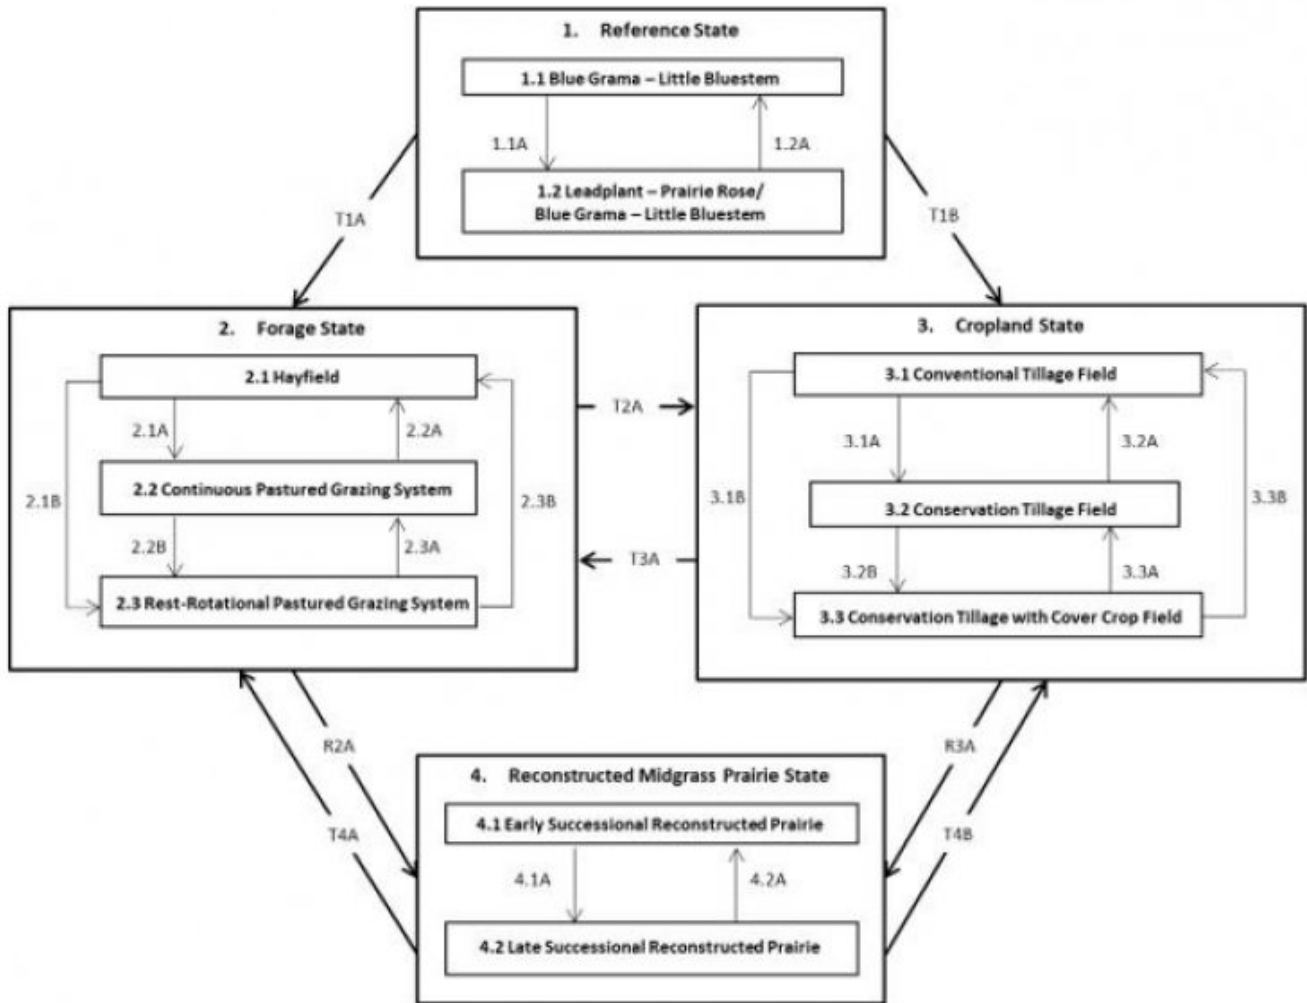 1. Reference State
1.1 Blue Grama – Little Bluestem
1.1A
1.2A
1.2 Leadplant – Prairie Rose/
Blue Grama – Little Bluestem
T1A
T1B
2. Forage State
2.1 Hayfield
2.1A
2.2A
2.2 Continuous Pastured Grazing System
2.1B
2.3B
2.2B
2.3A
2.3 Rest-Rotational Pastured Grazing System
T2A
T3A
3. Cropland State
3.1 Conventional Tillage Field
3.1A
3.2A
3.2 Conservation Tillage Field
3.1B
3.3B
3.2B
3.3A
3.3 Conservation Tillage with Cover Crop Field
R2A
T4A
R3A
T4B
4. Reconstructed Midgrass Prairie State
4.1 Early Successional Reconstructed Prairie
4.1A
4.2A
4.2 Late Successional Reconstructed Prairie